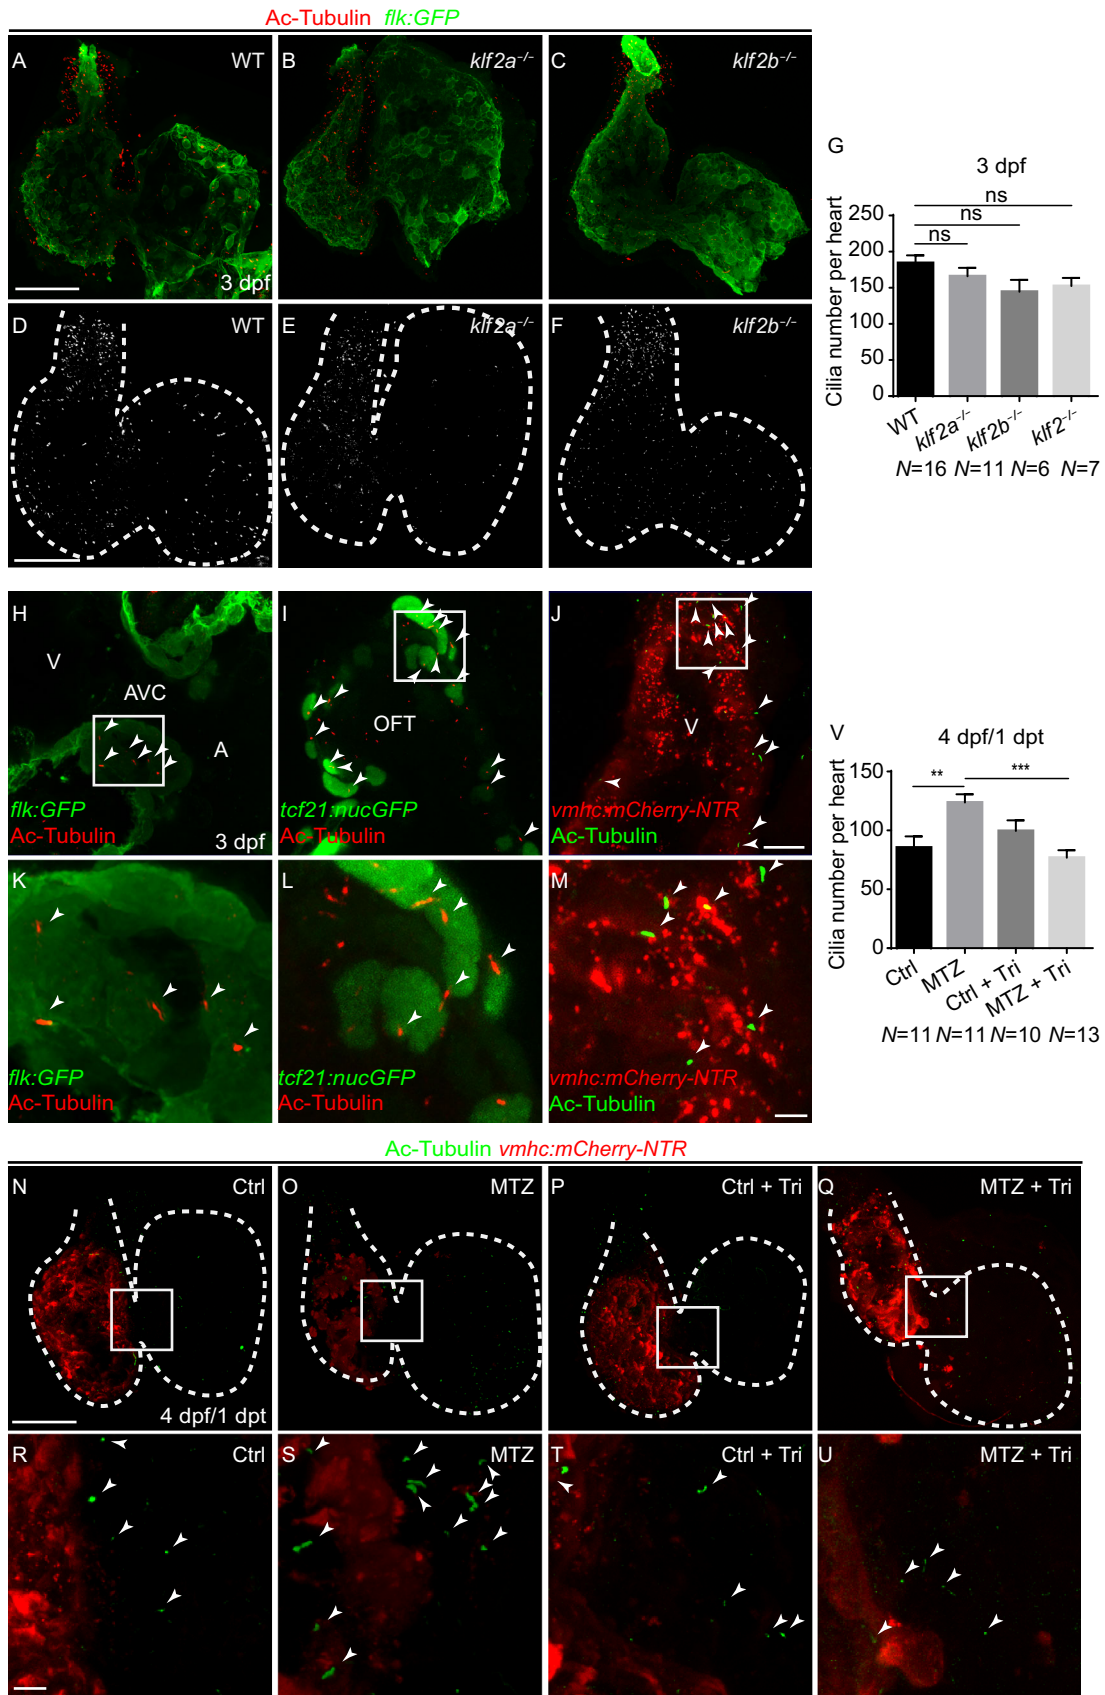 Ac-Tubulin flk:GFP
A WT
B klf2a⁻/⁻
C klf2b⁻/⁻
3 dpf
D WT
E klf2a⁻/⁻
F klf2b⁻/⁻
G
3 dpf
ns
ns
ns
Cilia number per heart
250
200
150
100
50
0
WT klf2a⁻/⁻ klf2b⁻/⁻ klf2⁻/⁻
N=16 N=11 N=6 N=7
H
V
AVC
A
flk:GFP
Ac-Tubulin 3 dpf
I
OFT
tcf21:nucGFP
Ac-Tubulin
J
V
vmhc:mCherry-NTR
Ac-Tubulin
K
flk:GFP
Ac-Tubulin
L
tcf21:nucGFP
Ac-Tubulin
M
vmhc:mCherry-NTR
Ac-Tubulin
V
4 dpf/1 dpt
** ***
Cilia number per heart
150
100
50
0
Ctrl MTZ Ctrl + Tri MTZ + Tri
N=11 N=11 N=10 N=13
Ac-Tubulin vmhc:mCherry-NTR
N Ctrl
4 dpf/1 dpt
O MTZ
P Ctrl + Tri
Q MTZ + Tri
R Ctrl
S MTZ
T Ctrl + Tri
U MTZ + Tri